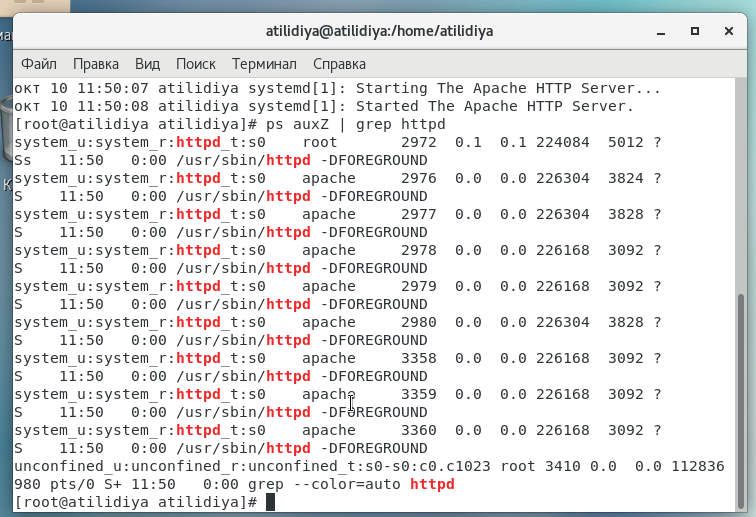 atilidiya@atilidiya:/home/atilidiya
Файл Правка Вид Поиск Терминал Справка
окт 10 11:50:07 atilidiya systemd[1]: Starting The Apache HTTP Server...
окт 10 11:50:08 atilidiya systemd[1]: Started The Apache HTTP Server.
[root@atilidiya atilidiya]# ps auxZ | grep httpd
system_u:system_r:httpd_t:s0    root       2972  0.1  0.1 224084  5012 ?
Ss   11:50   0:00 /usr/sbin/httpd -DFOREGROUND
system_u:system_r:httpd_t:s0    apache     2976  0.0  0.0 226304  3824 ?
S    11:50   0:00 /usr/sbin/httpd -DFOREGROUND
system_u:system_r:httpd_t:s0    apache     2977  0.0  0.0 226304  3828 ?
S    11:50   0:00 /usr/sbin/httpd -DFOREGROUND
system_u:system_r:httpd_t:s0    apache     2978  0.0  0.0 226168  3092 ?
S    11:50   0:00 /usr/sbin/httpd -DFOREGROUND
system_u:system_r:httpd_t:s0    apache     2979  0.0  0.0 226168  3092 ?
S    11:50   0:00 /usr/sbin/httpd -DFOREGROUND
system_u:system_r:httpd_t:s0    apache     2980  0.0  0.0 226304  3828 ?
S    11:50   0:00 /usr/sbin/httpd -DFOREGROUND
system_u:system_r:httpd_t:s0    apache     3358  0.0  0.0 226168  3092 ?
S    11:50   0:00 /usr/sbin/httpd -DFOREGROUND
system_u:system_r:httpd_t:s0    apache     3359  0.0  0.0 226168  3092 ?
S    11:50   0:00 /usr/sbin/httpd -DFOREGROUND
system_u:system_r:httpd_t:s0    apache     3360  0.0  0.0 226168  3092 ?
S    11:50   0:00 /usr/sbin/httpd -DFOREGROUND
unconfined_u:unconfined_r:unconfined_t:s0-s0:c0.c1023 root 3410 0.0  0.0 112836
980 pts/0 S+ 11:50   0:00 grep --color=auto httpd
[root@atilidiya atilidiya]#